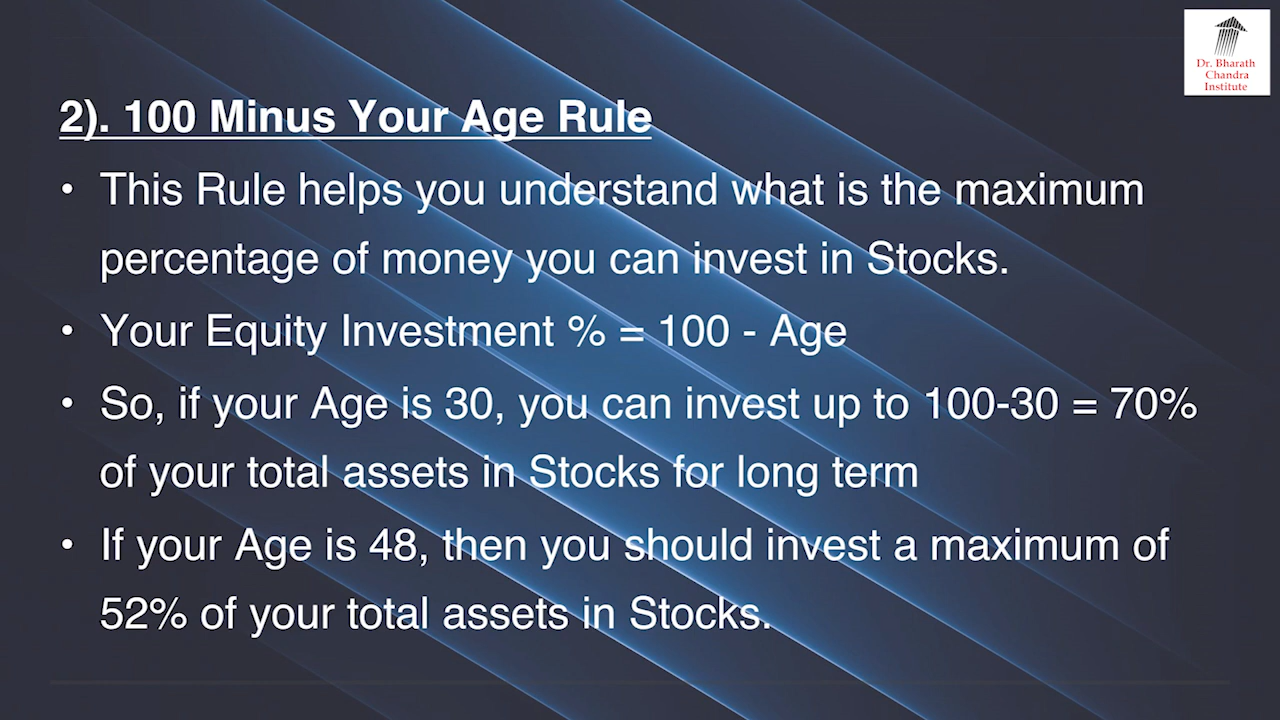 Dr. Bharath
Chandra
Institute
2). 100 Minus Your Age Rule
• This Rule helps you understand what is the maximum
percentage of money you can invest in Stocks.
• Your Equity Investment % = 100 - Age
• So, if your Age is 30, you can invest up to 100-30 = 70%
of your total assets in Stocks for long term
• If your Age is 48, then you should invest a maximum of
52% of your total assets in Stocks.